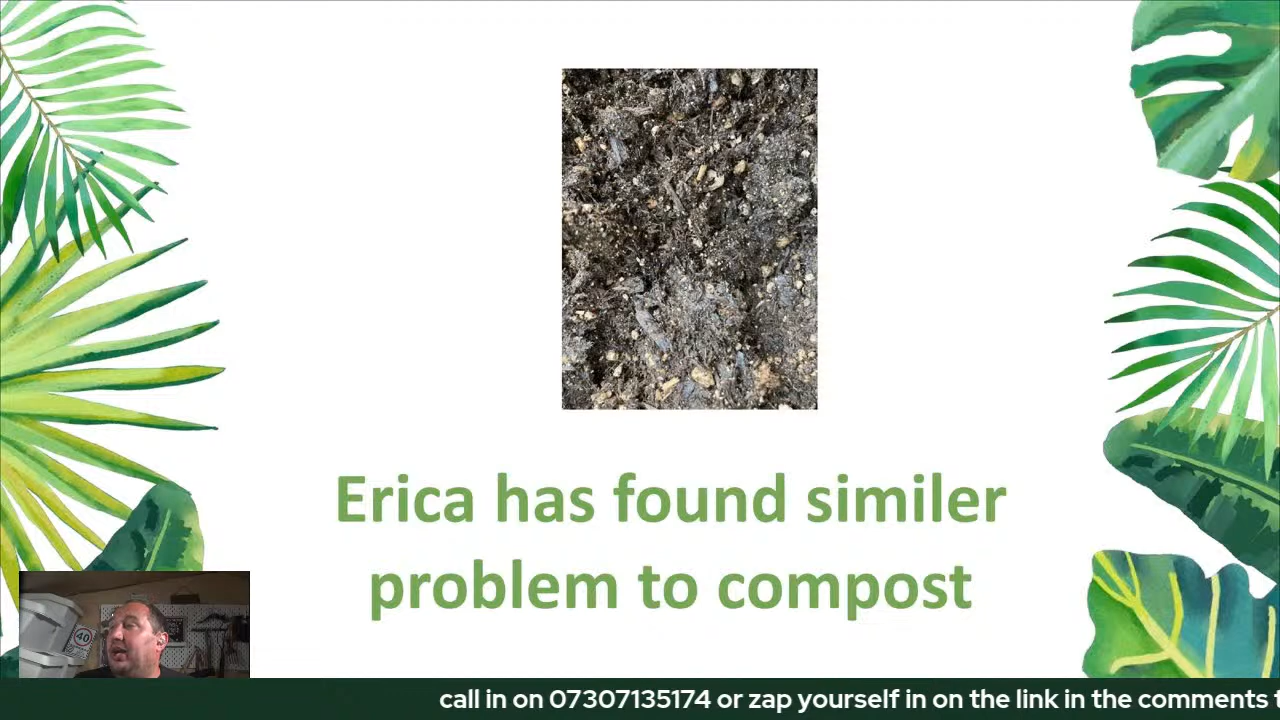 Erica has found similer
problem to compost
40
call in on 07307135174 or zap yourself in on the link in the comments